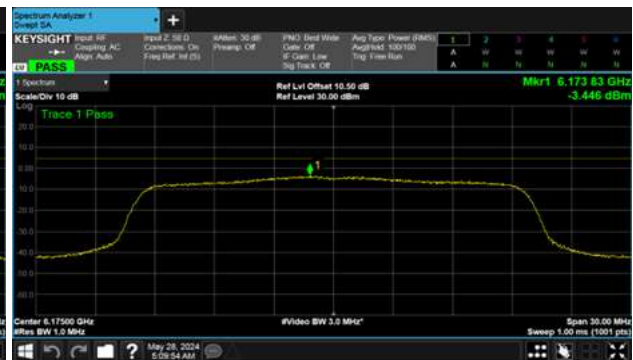 Spectrum Analyzer 1
Swept SA
+
KEYSIGHT Input: RF Input Z: 50 Ω #Atten: 30 dB PNO: Best Wide Avg Type: Power (RMS) 1 2 3 4 5 6
Coupling: AC Corrections: On Preamp: Off Gate: Off Avg|Hold: 100/100 A W W W W W
Align: Auto Freq Ref: Int (S) IF Gain: Low Trig: Free Run
PASS Sig Track: Off A N N N N N
1 Spectrum
Ref Lvl Offset 10.50 dB Mkr1 6.173 83 GHz
Scale/Div 10 dB Ref Level 30.00 dBm -3.446 dBm
Log
Trace 1 Pass
20.0
10.0
0.00
1
-10.0
-20.0
-30.0
-40.0
-50.0
-60.0
Center 6.17500 GHz #Video BW 3.0 MHz* Span 30.00 MHz
#Res BW 1.0 MHz Sweep 1.00 ms (1001 pts)
? May 28, 2024
5:09:54 AM